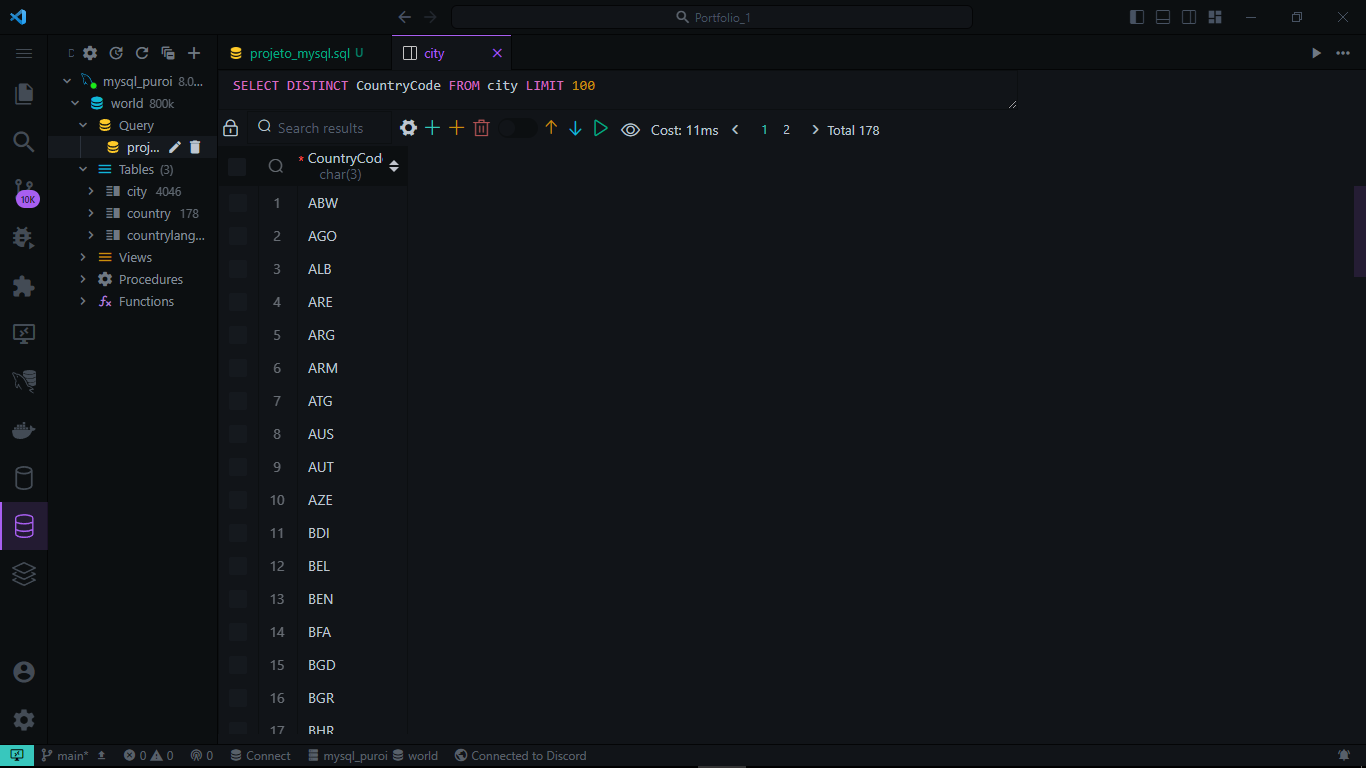 Portfolio_1
projeto_mysql.sql U
city
mysql_puroi 8.0...
world 800k
Query
proj...
Tables (3)
city 4046
country 178
countrylang...
Views
Procedures
Functions
10K
SELECT DISTINCT CountryCode FROM city LIMIT 100
Search results
Cost: 11ms
1
2
Total 178
* CountryCod
char(3)
1 ABW
2 AGO
3 ALB
4 ARE
5 ARG
6 ARM
7 ATG
8 AUS
9 AUT
10 AZE
11 BDI
12 BEL
13 BEN
14 BFA
15 BGD
16 BGR
17 BHR
main*
0
0
0
Connect
mysql_puroi
world
Connected to Discord